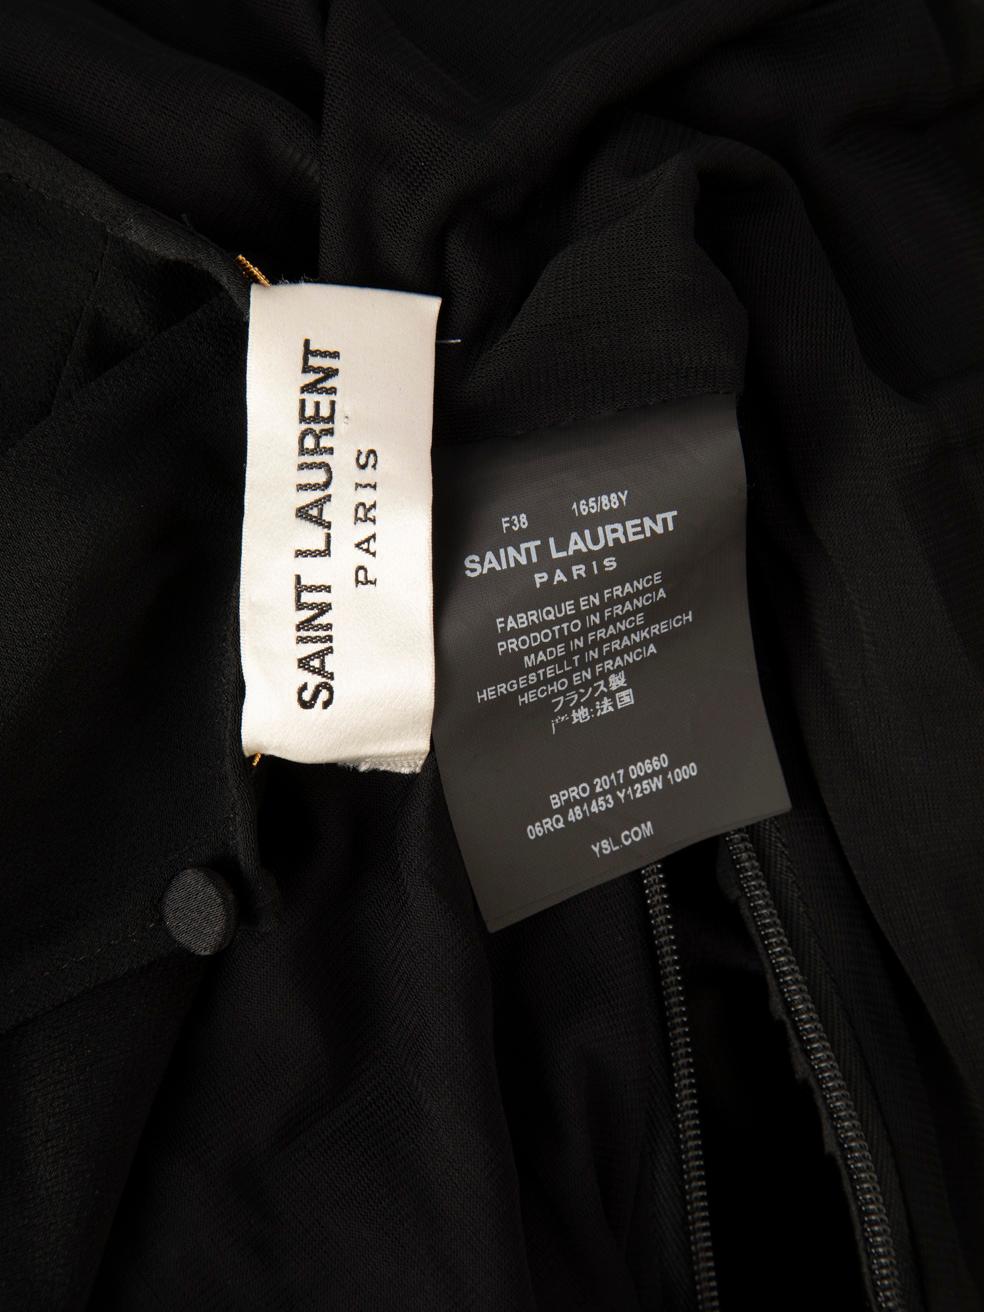 SAINT LAURENT
PARIS
F38 165/88Y
SAINT LAURENT
PARIS
FABRIQUE EN FRANCE
PRODOTTO IN FRANCIA
MADE IN FRANCE
HERGESTELLT IN FRANKREICH
HECHO EN FRANCIA
フランス製
地:法国
BPRO 2017 00660
06RQ 481453 Y125W 1000
YSL.COM